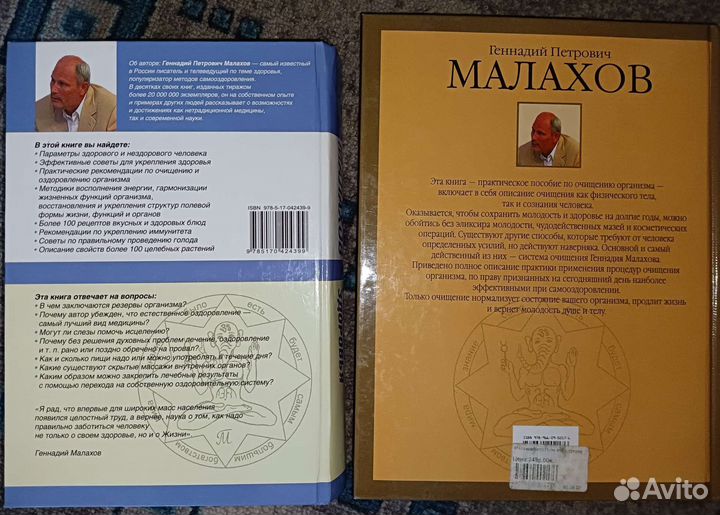 Об авторе: Геннадий Петрович Малахов — самый известный
в России писатель и телеведущий по теме здоровья,
популяризатор методов самооздоровления.
В десятках своих книг, изданных тиражом
более 20 000 000 экземпляров, он на собственном опыте
и примерах других людей рассказывает о возможностях
и достижениях как нетрадиционной медицины,
так и современной науки.
В этой книге вы найдете:
• Параметры здорового и нездорового человека
• Эффективные советы для укрепления здоровья
• Практические рекомендации по очищению и
оздоровлению организма
• Методики восполнения энергии, гармонизации
жизненных функций организма,
восстановления и укрепления структур полевой
формы жизни, функций и органов
• Более 100 рецептов вкусных и здоровых блюд
• Рекомендации по укреплению иммунитета
• Советы по правильному проведению голода
• Описание свойств более 100 целебных растений
ISBN 978-5-17-042439-9
9 785170 424399
Эта книга отвечает на вопросы:
• В чем заключаются резервы организма?
• Почему автор убежден, что естественное оздоровление —
самый лучший вид медицины?
• Могут ли слезы помочь исцелению?
• Почему без решения духовных проблем лечение, оздоровление
и т. п. рано или поздно обречено на провал?
• Как и сколько пищи надо или можно употреблять в течение дня?
• Какие существуют скрытые массажи внутренних органов?
• Каким образом можно закрепить лечебные результаты
с помощью перехода на собственную оздоровительную систему?
«Я рад, что впервые для широких масс населения
появился целостный труд, а вернее, наука о том, как надо
правильно заботиться человеку
не только о своем здоровье, но и о Жизни»
Геннадий Малахов
есть
будет
самым
большим
богатством
М
Геннадий Петрович
МАЛАХОВ
Эта книга — практическое пособие по очищению организма —
включает в себя описание очищения как физического тела,
так и сознания человека.
Оказывается, чтобы сохранить молодость и здоровье на долгие годы, можно
обойтись без эликсира молодости, чудодейственных мазей и косметических
операций. Существуют другие способы, которые требуют от человека
определенных усилий, но действуют наверняка. Основной и самый
действенный из них — система очищения Геннадия Малахова.
Приведено полное описание практики применения процедур очищения
организма, по праву признанных на сегодняшний день наиболее
эффективными при самооздоровлении.
Только очищение нормализует состояние вашего организма, продлит жизнь
и вернет молодость душе и телу.
Avito